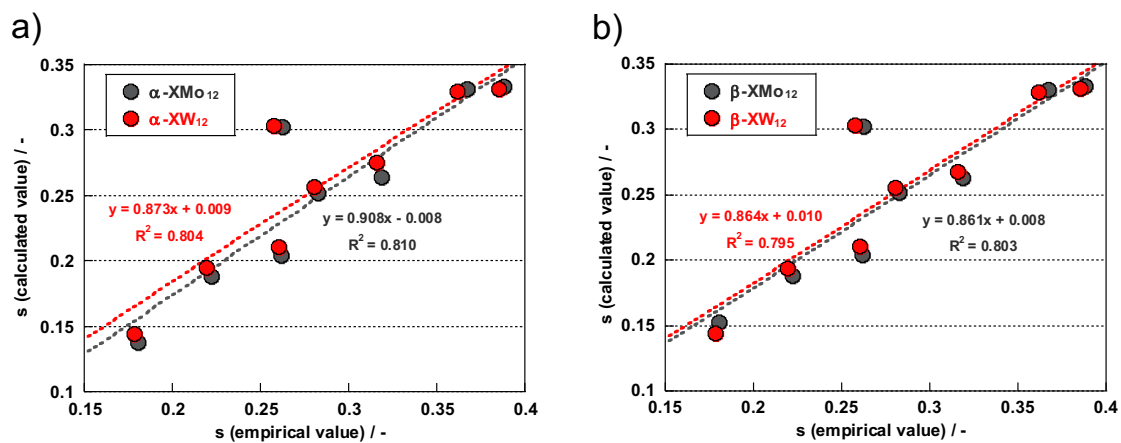 a)
0.35
0.3
0.25
0.2
0.15
0.1
s (calculated value) / -
α-XMo₁₂
α-XW₁₂
y = 0.873x + 0.009
R² = 0.804
y = 0.908x - 0.008
R² = 0.810
0.15 0.2 0.25 0.3 0.35 0.4
s (empirical value) / -
b)
0.35
0.3
0.25
0.2
0.15
0.1
s (calculated value) / -
β-XMo₁₂
β-XW₁₂
y = 0.864x + 0.010
R² = 0.795
y = 0.861x + 0.008
R² = 0.803
0.15 0.2 0.25 0.3 0.35 0.4
s (empirical value) / -